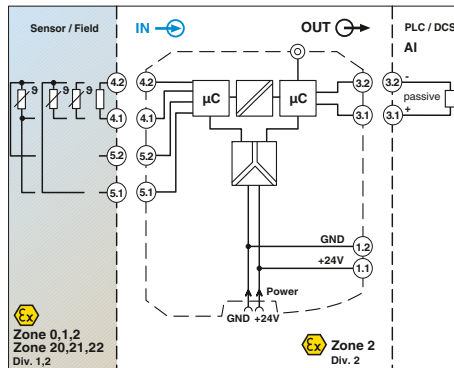 Sensor / Field
IN
OUT
PLC / DCS
AI
ϑ ϑ ϑ
4.2 4.2 µC µC 3.2 3.2 -
passive
4.1 4.1 3.1 3.1 +
5.2 5.2
5.1 5.1
GND 1.2
+24V 1.1
Power
GND +24V
Ex
Zone 0,1,2
Zone 20,21,22
Div. 1,2
Ex Zone 2
Div. 2